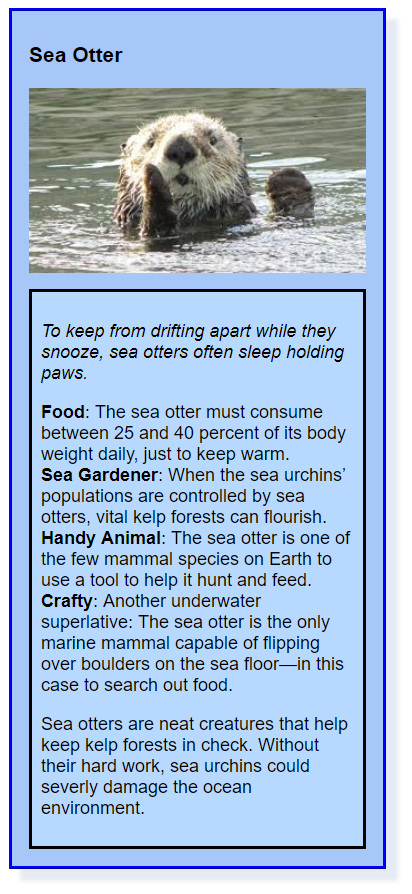 Sea Otter
To keep from drifting apart while they
snooze, sea otters often sleep holding
paws.
Food: The sea otter must consume
between 25 and 40 percent of its body
weight daily, just to keep warm.
Sea Gardener: When the sea urchins’
populations are controlled by sea
otters, vital kelp forests can flourish.
Handy Animal: The sea otter is one of
the few mammal species on Earth to
use a tool to help it hunt and feed.
Crafty: Another underwater
superlative: The sea otter is the only
marine mammal capable of flipping
over boulders on the sea floor—in this
case to search out food.
Sea otters are neat creatures that help
keep kelp forests in check. Without
their hard work, sea urchins could
severly damage the ocean
environment.